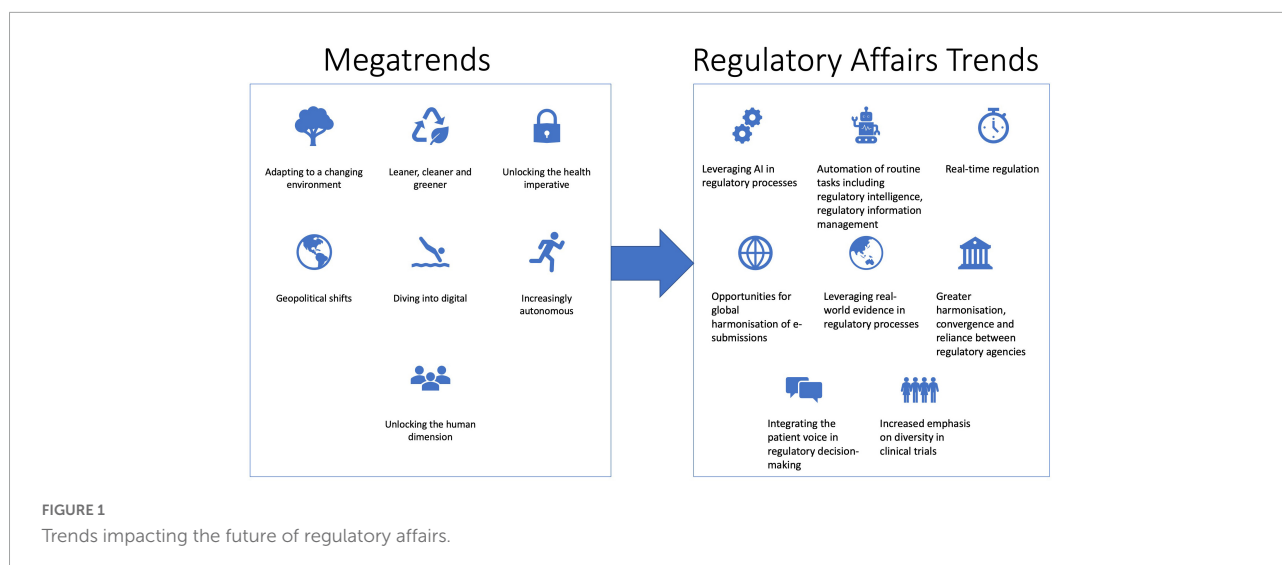 Megatrends
Adapting to a changing
environment
Leaner, cleaner and
greener
Unlocking the health
imperative
Geopolitical shifts
Diving into digital
Increasingly
autonomous
Unlocking the human
dimension
Regulatory Affairs Trends
Leveraging AI in
regulatory processes
Automation of routine
tasks including
regulatory intelligence,
regulatory information
management
Real-time regulation
Opportunities for
global
harmonisation of e-
submissions
Leveraging real-
world evidence in
regulatory processes
Greater
harmonisation,
convergence and
reliance between
regulatory agencies
Integrating the
patient voice in
regulatory decision-
making
Increased emphasis
on diversity in
clinical trials
FIGURE 1
Trends impacting the future of regulatory affairs.